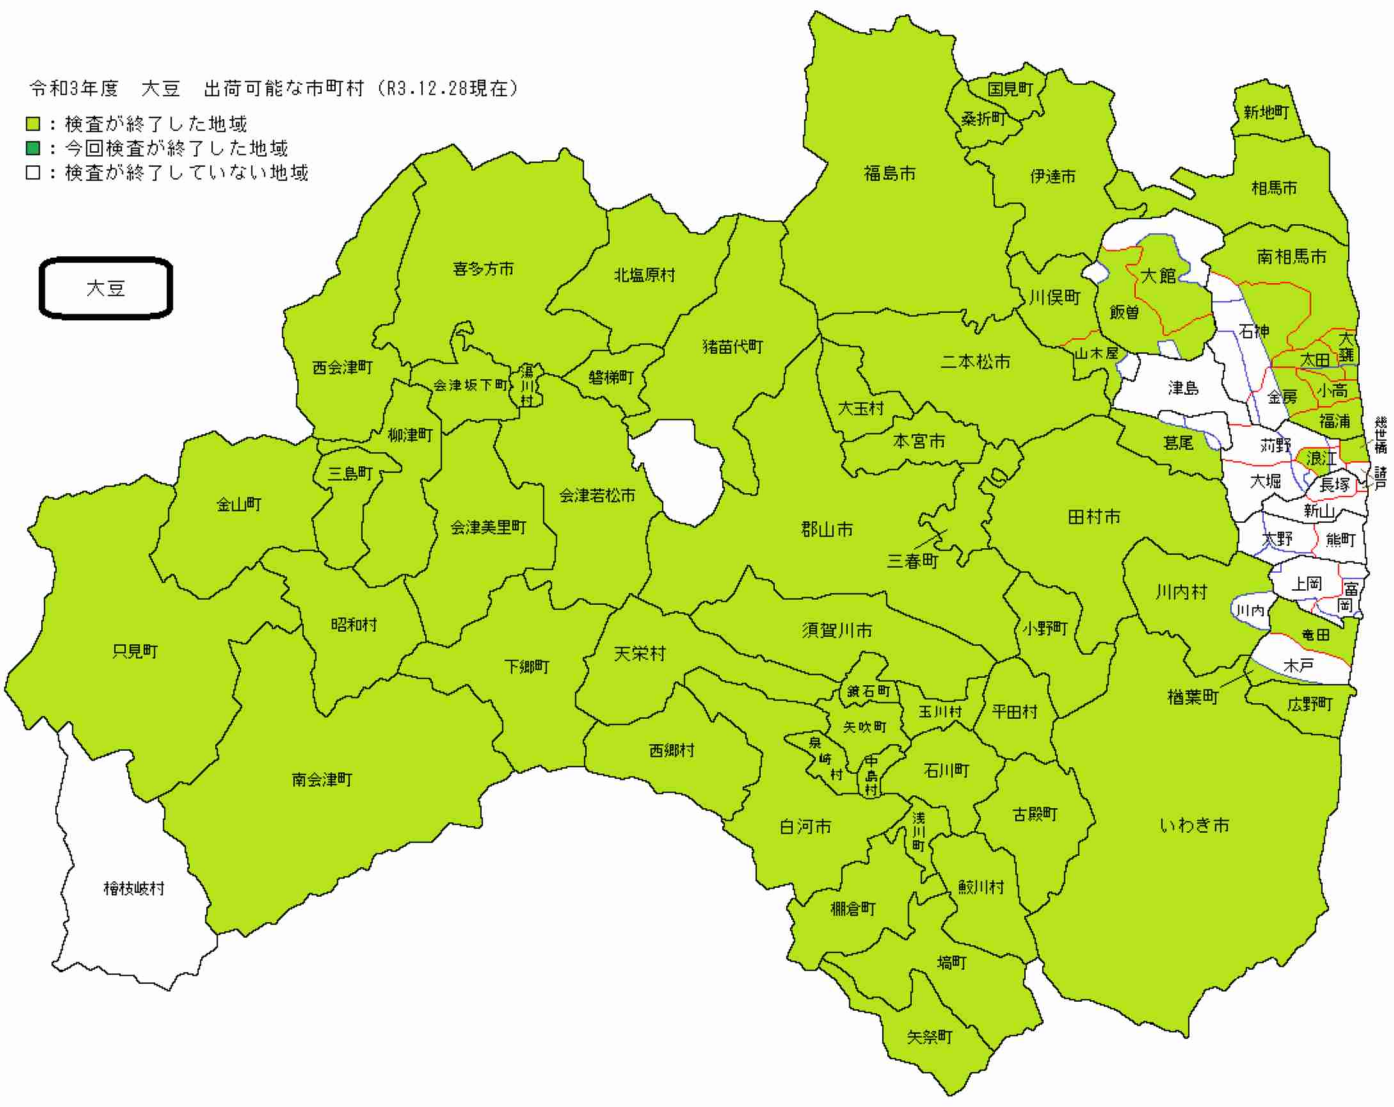 令和3年度　大豆　出荷可能な市町村（R3.12.28現在）
：検査が終了した地域
：今回検査が終了した地域
：検査が終了していない地域
大豆
国見町
桑折町
新地町
福島市
伊達市
相馬市
南相馬市
喜多方市
北塩原村
大館
川俣町
飯曽
石神
猪苗代町
二本松市
山木屋
大甕
太田
西会津町
会津坂下町
湯川村
磐梯町
津島
金房
小高
大玉村
福浦
柳津町
本宮市
葛尾
苅野
幾世橋
浪江
三島町
請戸
大堀
長塚
金山町
会津若松市
新山
会津美里町
郡山市
田村市
大野
熊町
三春町
上岡
富岡
川内村
川内
昭和村
須賀川市
小野町
竜田
只見町
下郷町
天栄村
木戸
鏡石町
楢葉町
広野町
玉川村
平田村
矢吹町
西郷村
泉崎村
中島村
石川町
南会津町
古殿町
白河市
浅川町
いわき市
檜枝岐村
鮫川村
棚倉町
塙町
矢祭町